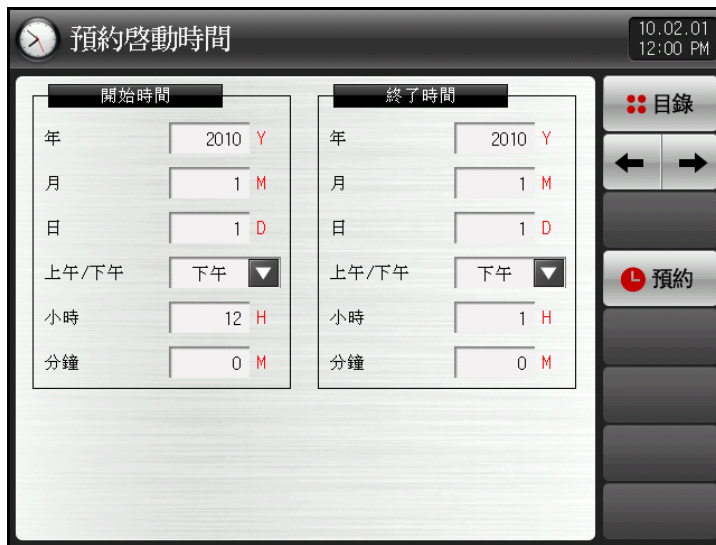 預約啓動時間
10.02.01
12:00 PM
開始時間
年 2010 Y
月 1 M
日 1 D
上午/下午 下午
小時 12 H
分鐘 0 M
終了時間
年 2010 Y
月 1 M
日 1 D
上午/下午 下午
小時 1 H
分鐘 0 M
目錄
預約